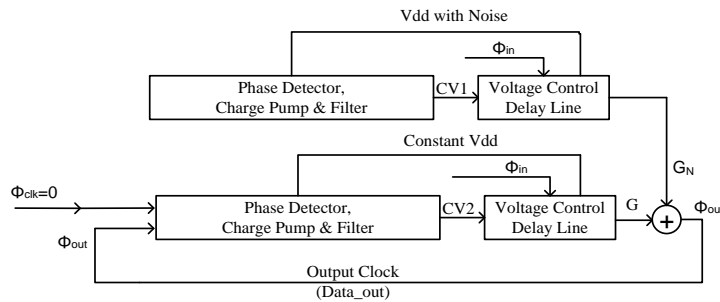 Vdd with Noise
Φin
Phase Detector,
Charge Pump & Filter
CV1
Voltage Control
Delay Line
Constant Vdd
GN
Φin
Φclk=0
Phase Detector,
Charge Pump & Filter
CV2
Voltage Control
Delay Line
G
+
Φou
Φout
Output Clock
(Data_out)